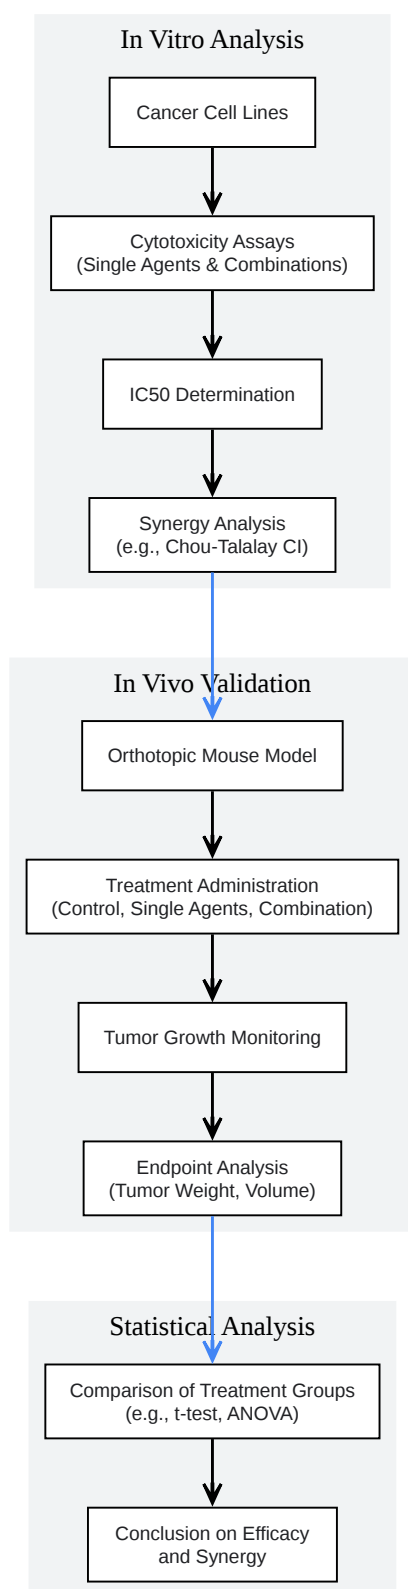 In Vitro Analysis
Cancer Cell Lines
Cytotoxicity Assays
(Single Agents & Combinations)
IC50 Determination
Synergy Analysis
(e.g., Chou-Talalay CI)
In Vivo Validation
Orthotopic Mouse Model
Treatment Administration
(Control, Single Agents, Combination)
Tumor Growth Monitoring
Endpoint Analysis
(Tumor Weight, Volume)
Statistical Analysis
Comparison of Treatment Groups
(e.g., t-test, ANOVA)
Conclusion on Efficacy
and Synergy